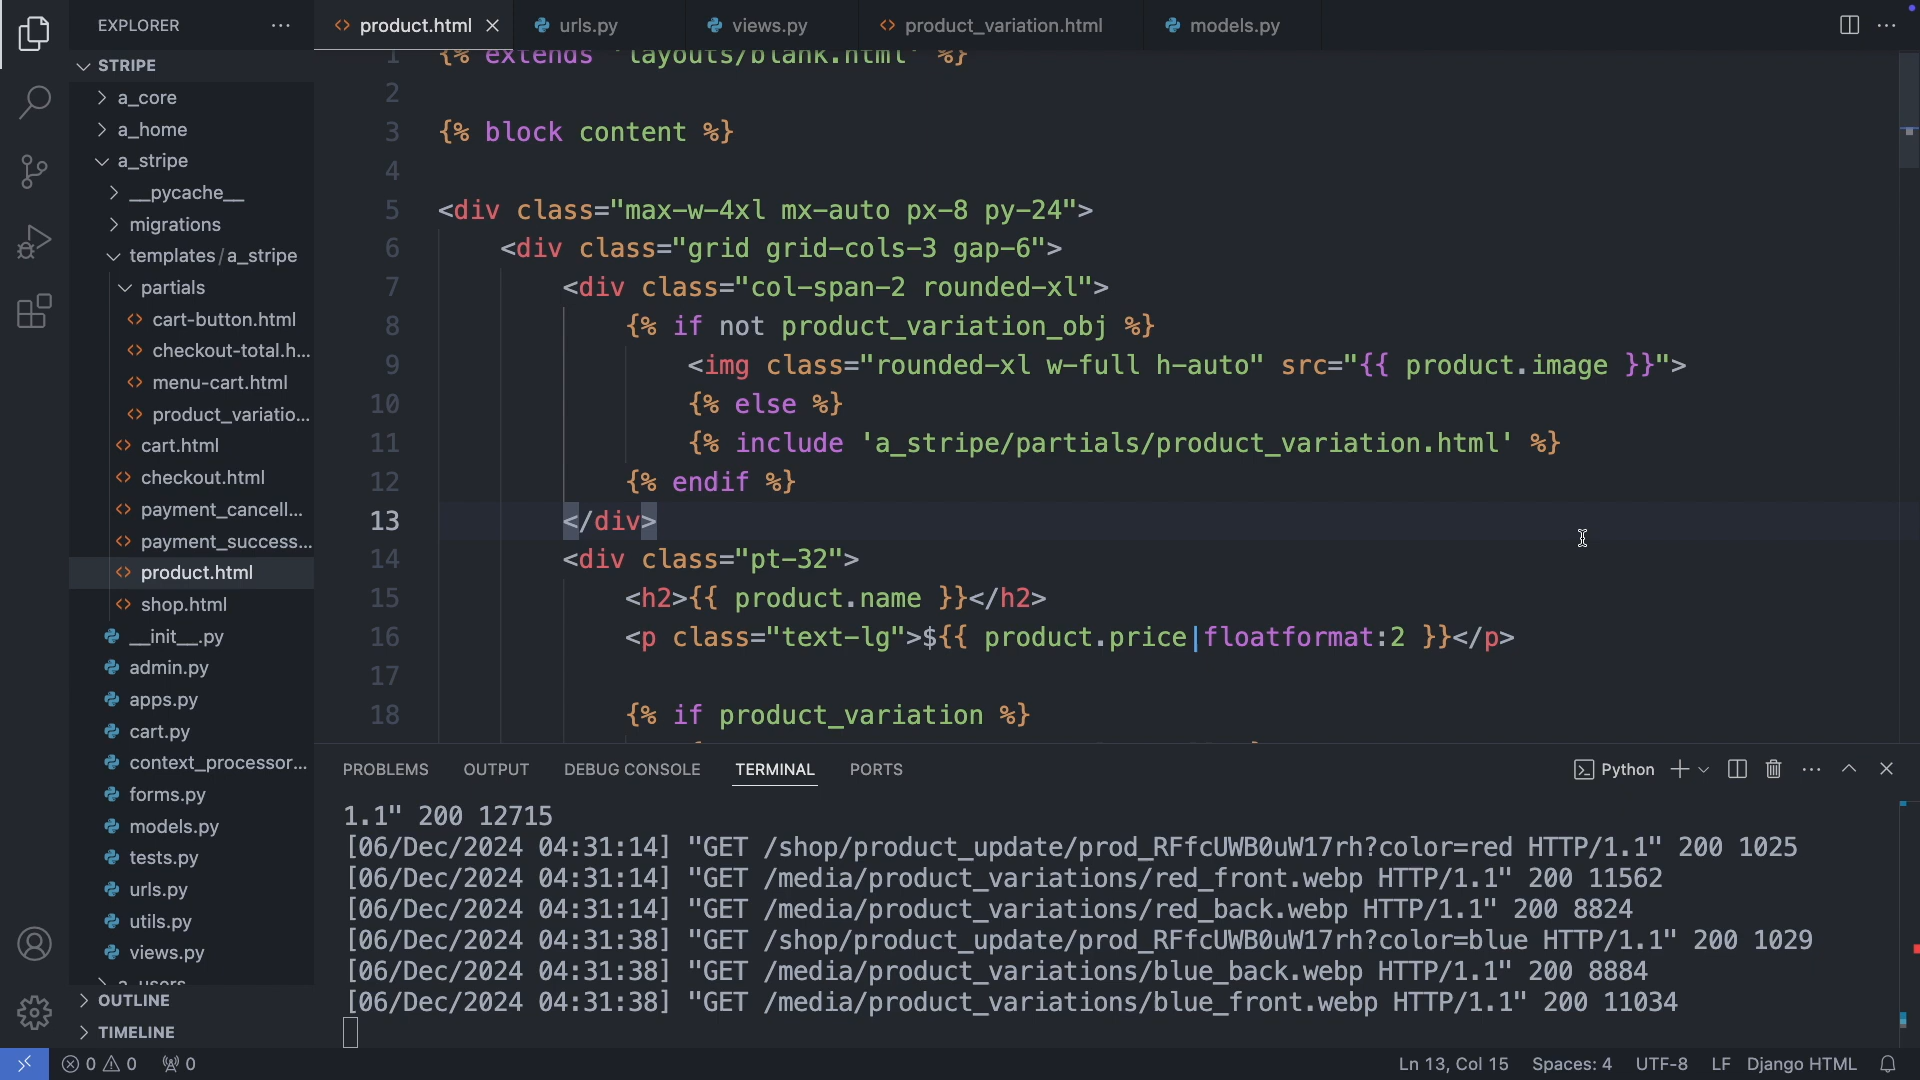 EXPLORER
product.html
urls.py
views.py
product_variation.html
models.py
STRIPE
a_core
a_home
a_stripe
__pycache__
migrations
templates/a_stripe
partials
cart-button.html
checkout-total.h...
menu-cart.html
product_variatio...
cart.html
checkout.html
payment_cancell...
payment_success...
product.html
shop.html
__init__.py
admin.py
apps.py
cart.py
context_processor...
forms.py
models.py
tests.py
urls.py
utils.py
views.py
a_users
OUTLINE
TIMELINE
1 {% extends 'layouts/blank.html' %}
2
3 {% block content %}
4
5 <div class="max-w-4xl mx-auto px-8 py-24">
6 <div class="grid grid-cols-3 gap-6">
7 <div class="col-span-2 rounded-xl">
8 {% if not product_variation_obj %}
9 <img class="rounded-xl w-full h-auto" src="{{ product.image }}">
10 {% else %}
11 {% include 'a_stripe/partials/product_variation.html' %}
12 {% endif %}
13 </div>
14 <div class="pt-32">
15 <h2>{{ product.name }}</h2>
16 <p class="text-lg">${{ product.price|floatformat:2 }}</p>
17
18 {% if product_variation %}
PROBLEMS OUTPUT DEBUG CONSOLE TERMINAL PORTS
Python
1.1" 200 12715
[06/Dec/2024 04:31:14] "GET /shop/product_update/prod_RFfcUWB0uW17rh?color=red HTTP/1.1" 200 1025
[06/Dec/2024 04:31:14] "GET /media/product_variations/red_front.webp HTTP/1.1" 200 11562
[06/Dec/2024 04:31:14] "GET /media/product_variations/red_back.webp HTTP/1.1" 200 8824
[06/Dec/2024 04:31:38] "GET /shop/product_update/prod_RFfcUWB0uW17rh?color=blue HTTP/1.1" 200 1029
[06/Dec/2024 04:31:38] "GET /media/product_variations/blue_back.webp HTTP/1.1" 200 8884
[06/Dec/2024 04:31:38] "GET /media/product_variations/blue_front.webp HTTP/1.1" 200 11034
0 0 0
Ln 13, Col 15 Spaces: 4 UTF-8 LF Django HTML